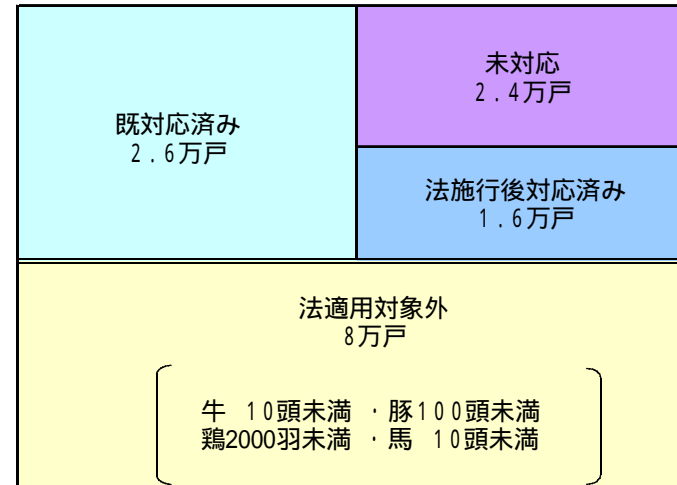 既対応済み
2.6万戸
未対応
2.4万戸
法施行後対応済み
1.6万戸
法適用対象外
8万戸
牛 10頭未満 ・豚100頭未満
鶏2000羽未満 ・馬 10頭未満